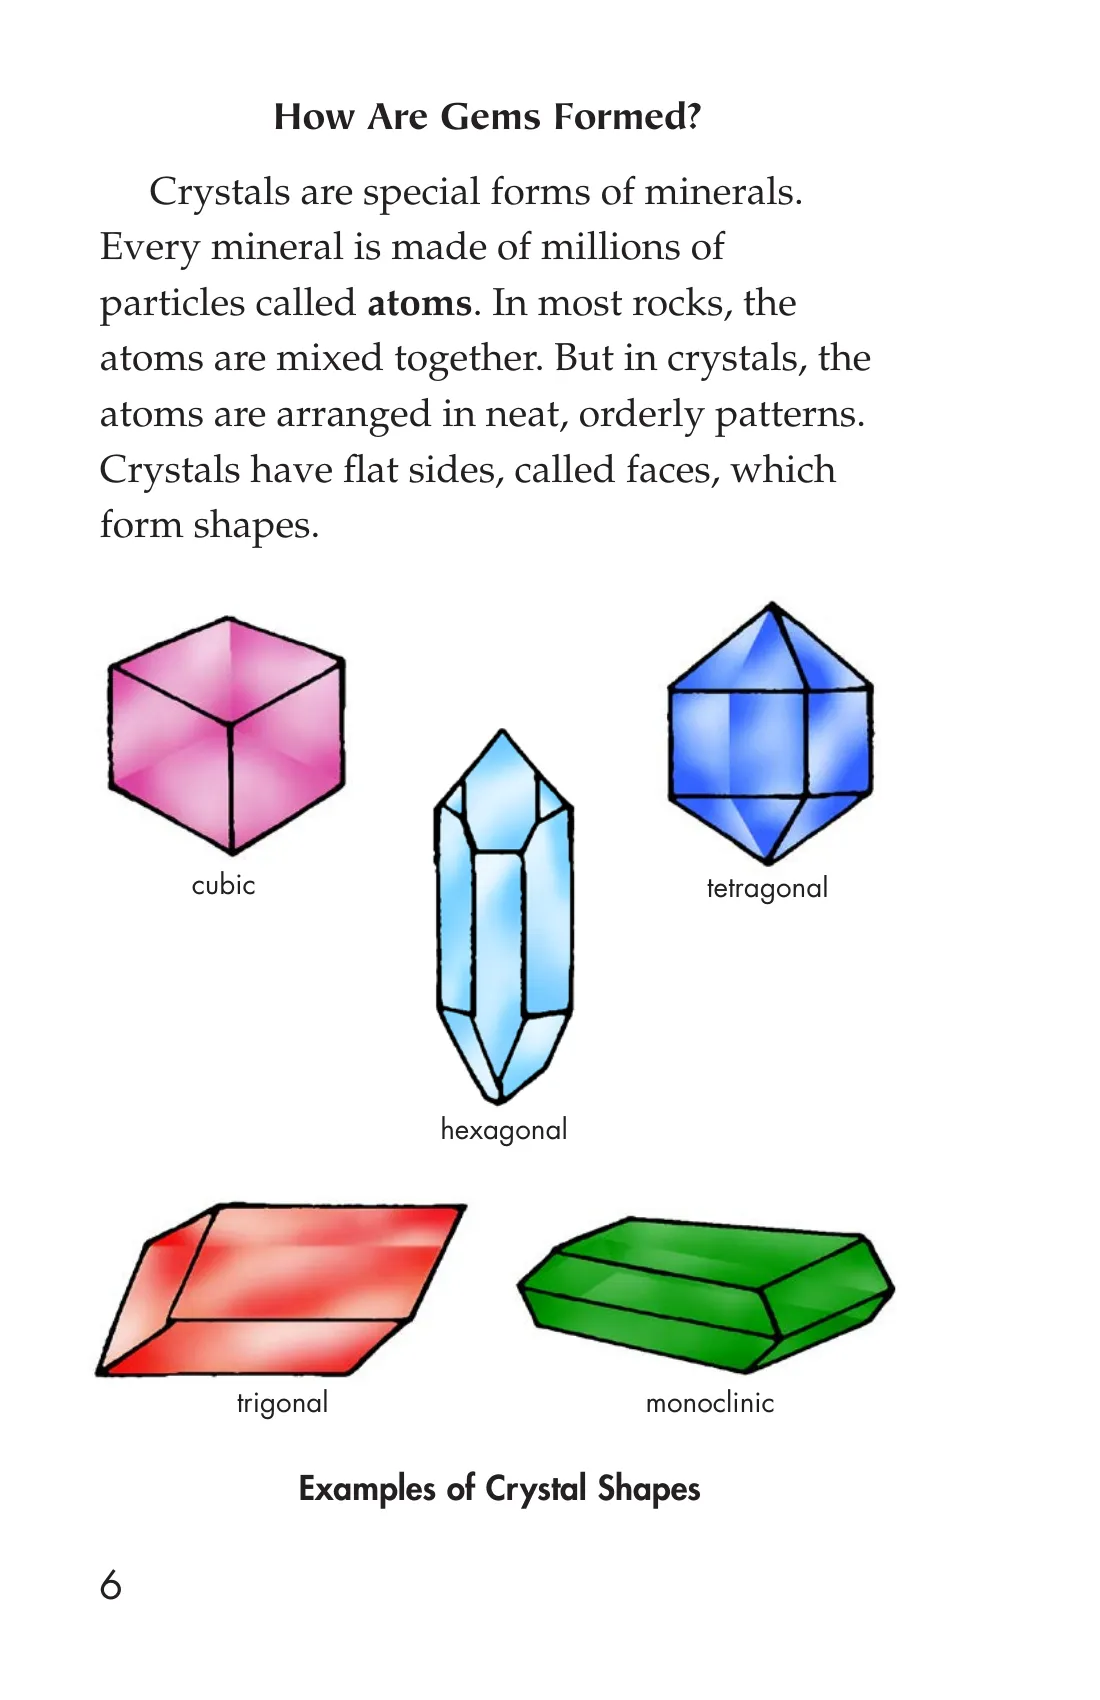 How Are Gems Formed?
Crystals are special forms of minerals.
Every mineral is made of millions of
particles called atoms. In most rocks, the
atoms are mixed together. But in crystals, the
atoms are arranged in neat, orderly patterns.
Crystals have flat sides, called faces, which
form shapes.
cubic
tetragonal
hexagonal
trigonal
monoclinic
Examples of Crystal Shapes
6